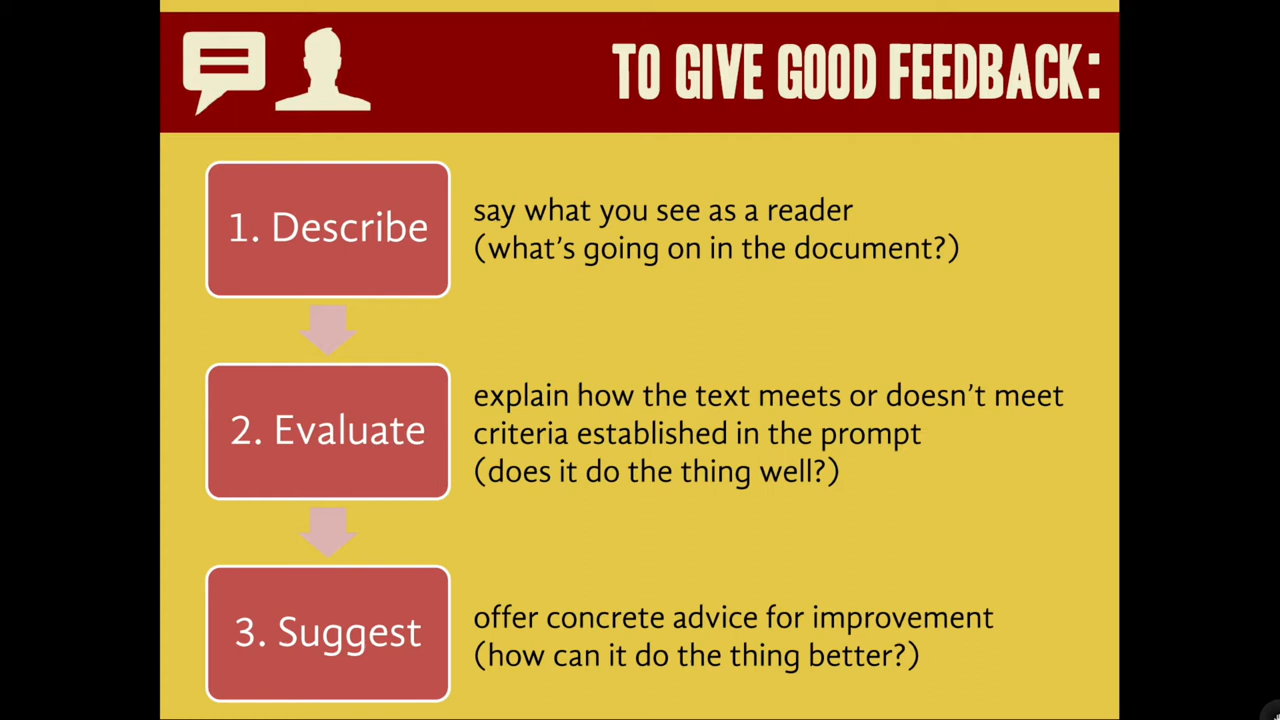 TO GIVE GOOD FEEDBACK:
1. Describe
say what you see as a reader
(what's going on in the document?)
2. Evaluate
explain how the text meets or doesn't meet
criteria established in the prompt
(does it do the thing well?)
3. Suggest
offer concrete advice for improvement
(how can it do the thing better?)